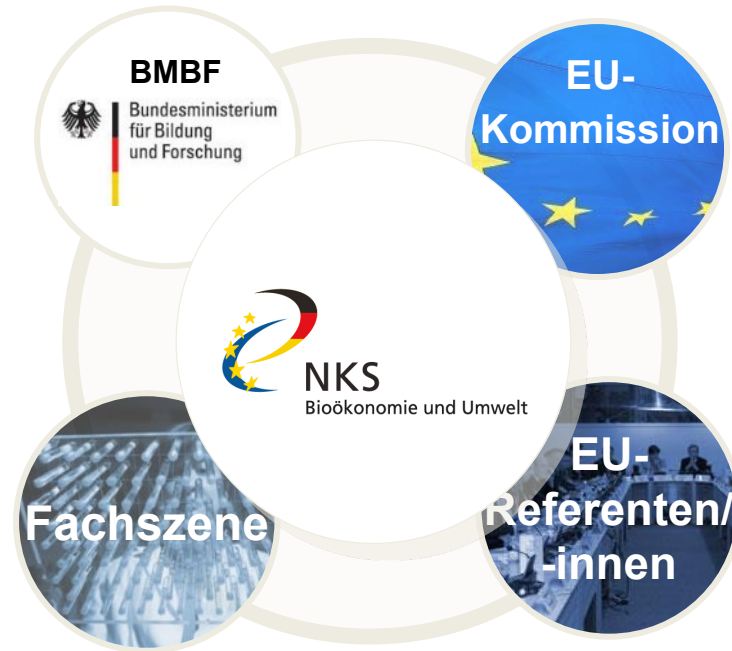 BMBF
Bundesministerium
für Bildung
und Forschung
EU-
Kommission
NKS
Bioökonomie und Umwelt
Fachszene
EU-
Referenten/
-innen